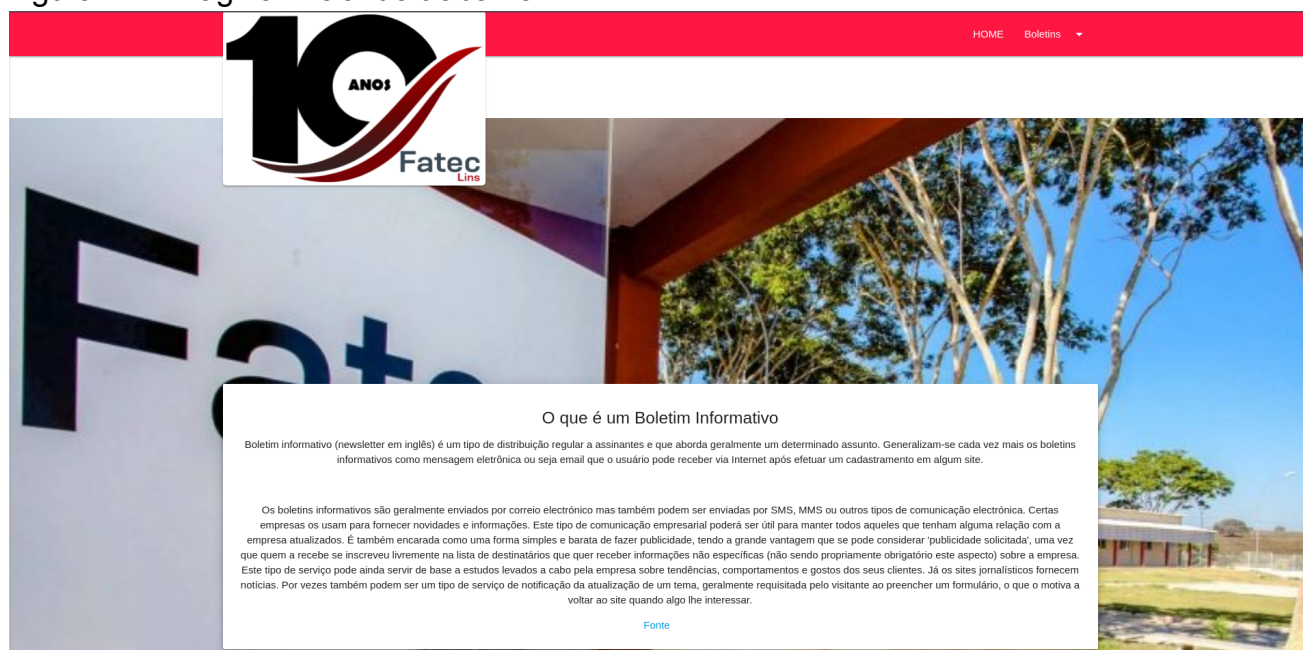 HOME Boletins
10
ANOS
Fatec
Lins
Fate
O que é um Boletim Informativo
Boletim informativo (newsletter em inglês) é um tipo de distribuição regular a assinantes e que aborda geralmente um determinado assunto. Generalizam-se cada vez mais os boletins
informativos como mensagem eletrônica ou seja email que o usuário pode receber via Internet após efetuar um cadastramento em algum site.
Os boletins informativos são geralmente enviados por correio electrónico mas também podem ser enviadas por SMS, MMS ou outros tipos de comunicação electrónica. Certas
empresas os usam para fornecer novidades e informações. Este tipo de comunicação empresarial poderá ser útil para manter todos aqueles que tenham alguma relação com a
empresa atualizados. É também encarada como uma forma simples e barata de fazer publicidade, tendo a grande vantagem que se pode considerar 'publicidade solicitada', uma vez
que quem a recebe se inscreveu livremente na lista de destinatários que quer receber informações não específicas (não sendo propriamente obrigatório este aspecto) sobre a empresa.
Este tipo de serviço pode ainda servir de base a estudos levados a cabo pela empresa sobre tendências, comportamentos e gostos dos seus clientes. Já os sites jornalísticos fornecem
notícias. Por vezes também podem ser um tipo de serviço de notificação da atualização de um tema, geralmente requisitada pelo visitante ao preencher um formulário, o que o motiva a
voltar ao site quando algo lhe interessar.
Fonte